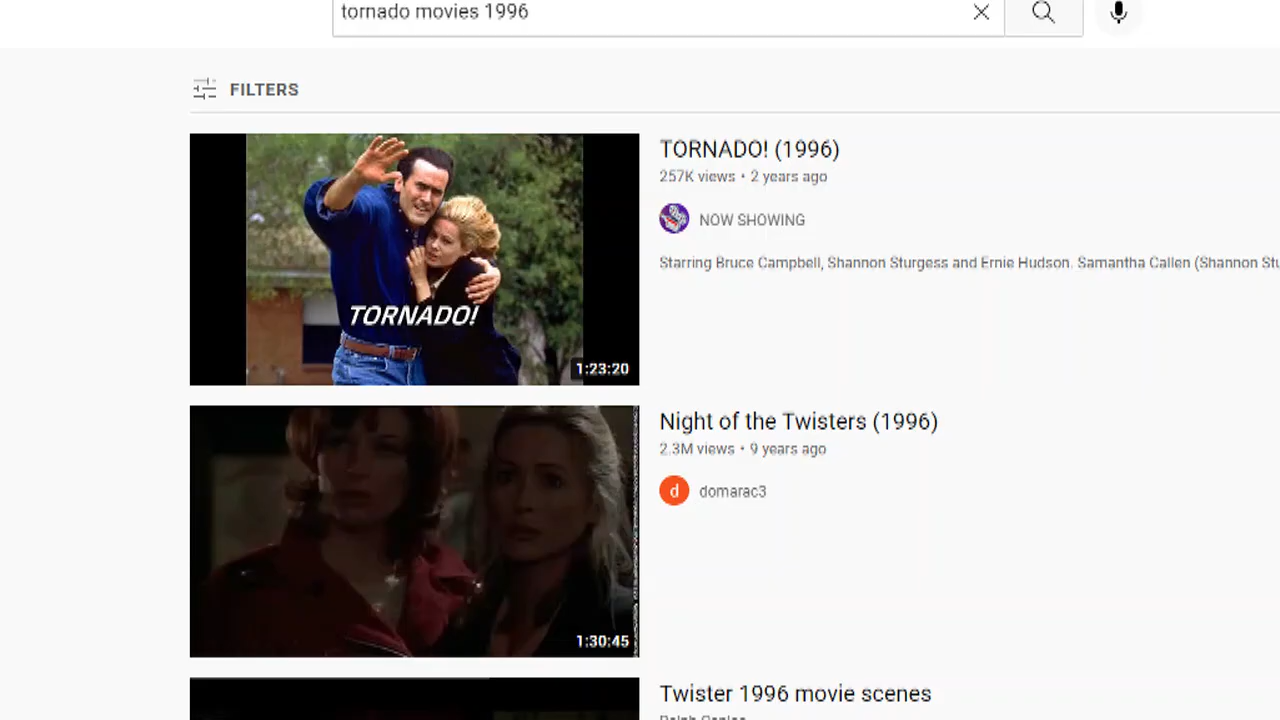 tornado movies 1996
FILTERS
TORNADO! (1996)
257K views • 2 years ago
NOW SHOWING
Starring Bruce Campbell, Shannon Sturgess and Ernie Hudson. Samantha Callen (Shannon Stu
TORNADO!
1:23:20
Night of the Twisters (1996)
2.3M views • 9 years ago
d
domarac3
1:30:45
Twister 1996 movie scenes